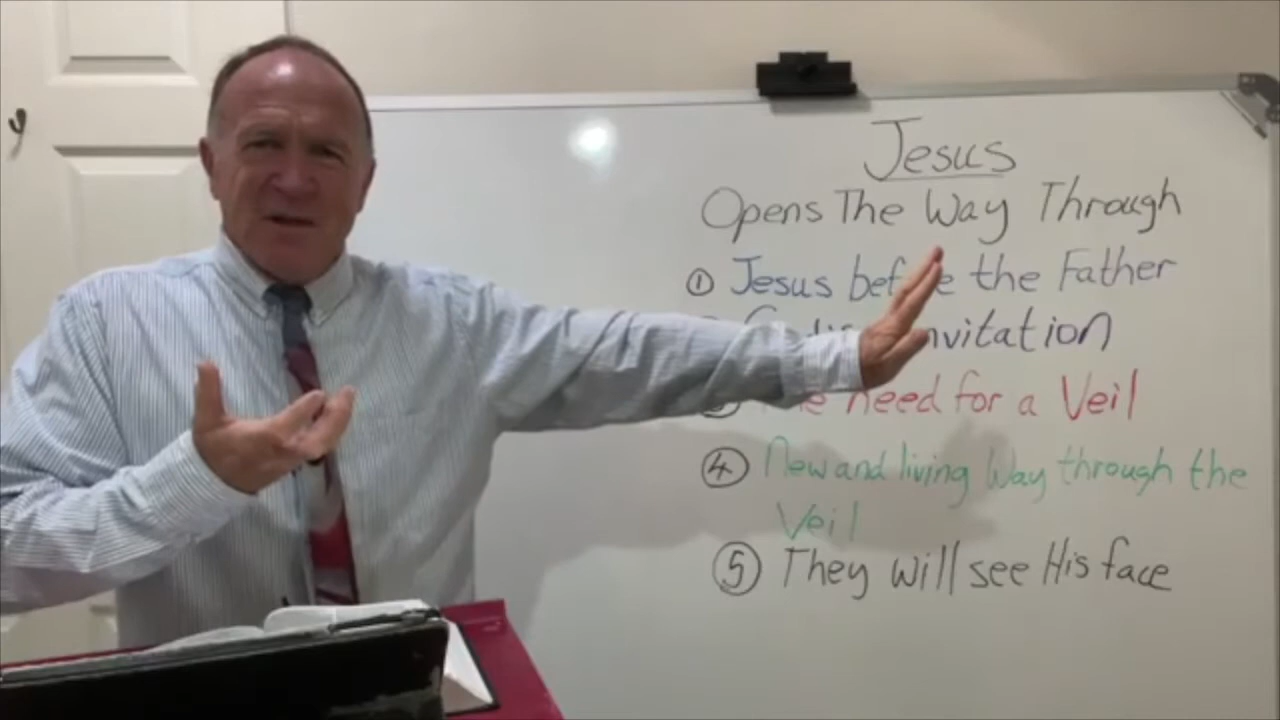 Jesus
Opens The Way Through
① Jesus the Father
need for a Veil
④ New and living Way through the
Veil
⑤ They will see His face